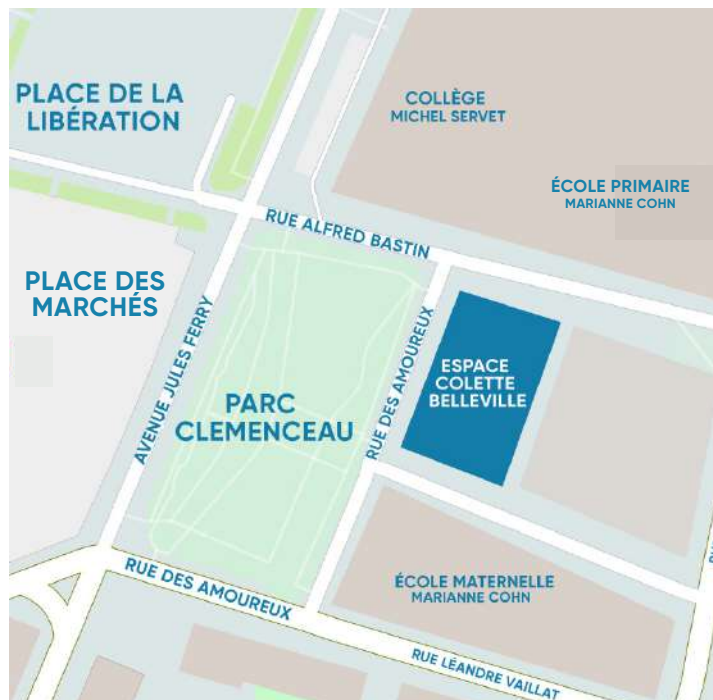 PLACE DE LA
LIBÉRATION
COLLÈGE
MICHEL SERVET
ÉCOLE PRIMAIRE
MARIANNE COHN
RUE ALFRED BASTIN
PLACE DES
MARCHÉS
AVENUE JULES FERRY
RUE DES AMOUREUX
ESPACE
COLETTE
BELLEVILLE
PARC
CLEMENCEAU
ÉCOLE MATERNELLE
MARIANNE COHN
RUE DES AMOUREUX
RUE LÉANDRE VAILLAT